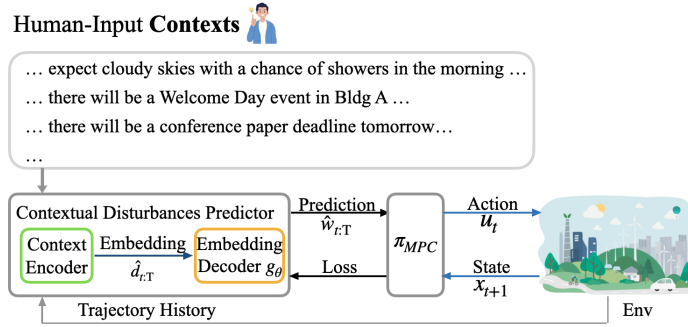 Human-Input Contexts
… expect cloudy skies with a chance of showers in the morning …
… there will be a Welcome Day event in Bldg A …
… there will be a conference paper deadline tomorrow…
…
Contextual Disturbances Predictor
Context
Encoder
Embedding
d̂ₜ:T
Embedding
Decoder g_θ
Prediction
ŵₜ:T
Loss
π_MPC
Action
uₜ
State
xₜ₊₁
Trajectory History
Env